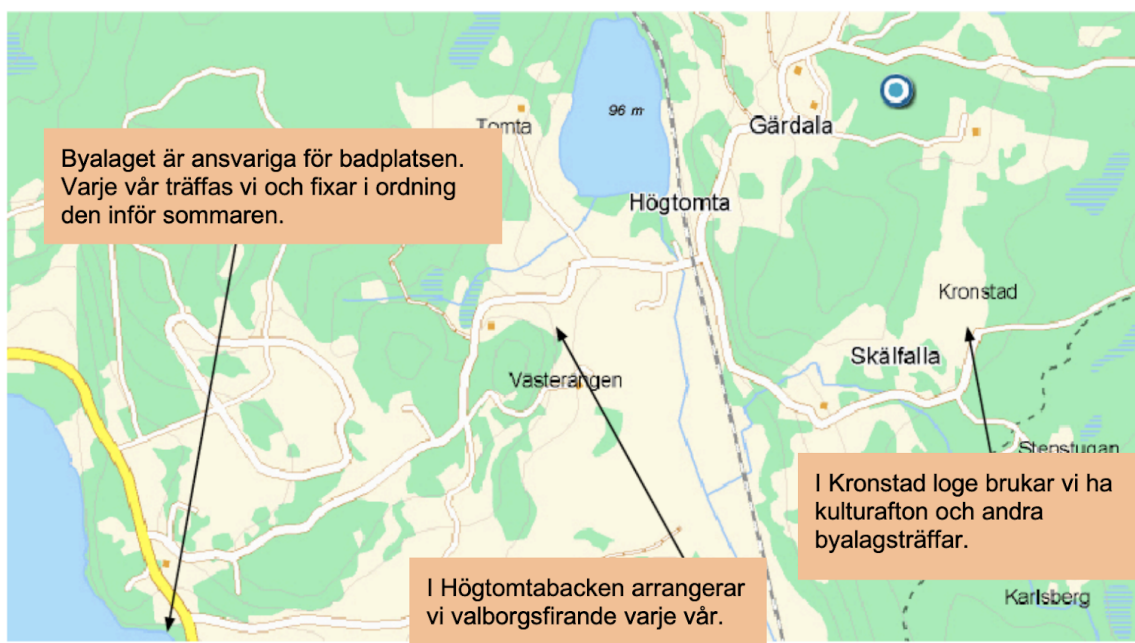 96 m
Tomta
Gärdala
Byalaget är ansvariga för badplatsen.
Varje vår träffas vi och fixar i ordning
den inför sommaren.
Högtomta
Kronstad
Skälfalla
Västerängen
Stenstugan
I Kronstad loge brukar vi ha
kulturafton och andra
byalagsträffar.
I Högtomtabacken arrangerar
vi valborgsfirande varje vår.
Karlsberg